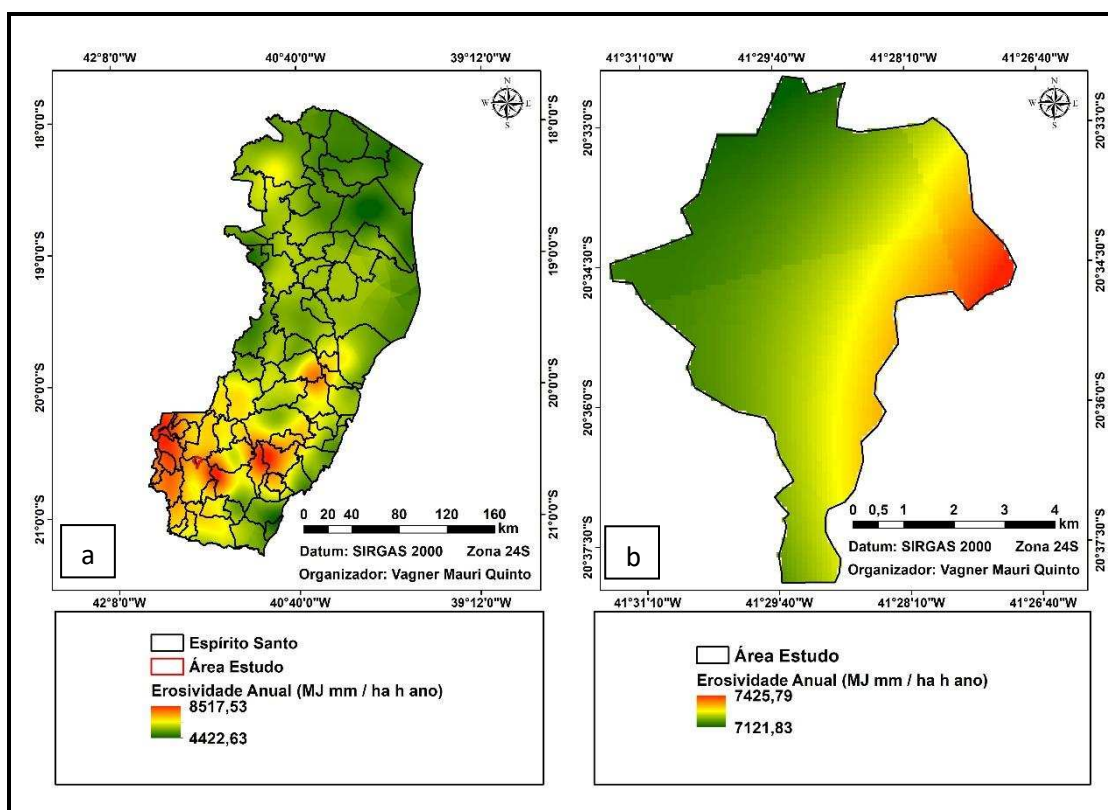 42°8'0"W 40°40'0"W 39°12'0"W
N
W E
S
18°0'0"S 18°0'0"S
19°0'0"S 19°0'0"S
20°0'0"S 20°0'0"S
21°0'0"S 21°0'0"S
0 20 40 80 120 160
km
Datum: SIRGAS 2000 Zona 24S
Organizador: Vagner Mauri Quinto
a
42°8'0"W 40°40'0"W 39°12'0"W
Espírito Santo
Área Estudo
Erosividade Anual (MJ mm / ha h ano)
8517,53
4422,63
41°31'10"W 41°29'40"W 41°28'10"W 41°26'40"W
N
W E
S
20°33'0"S 20°33'0"S
20°34'30"S 20°34'30"S
20°36'0"S 20°36'0"S
20°37'30"S 20°37'30"S
0 0,5 1 2 3 4
km
Datum: SIRGAS 2000 Zona 24S
Organizador: Vagner Mauri Quinto
b
41°31'10"W 41°29'40"W 41°28'10"W 41°26'40"W
Área Estudo
Erosividade Anual (MJ mm / ha h ano)
7425,79
7121,83